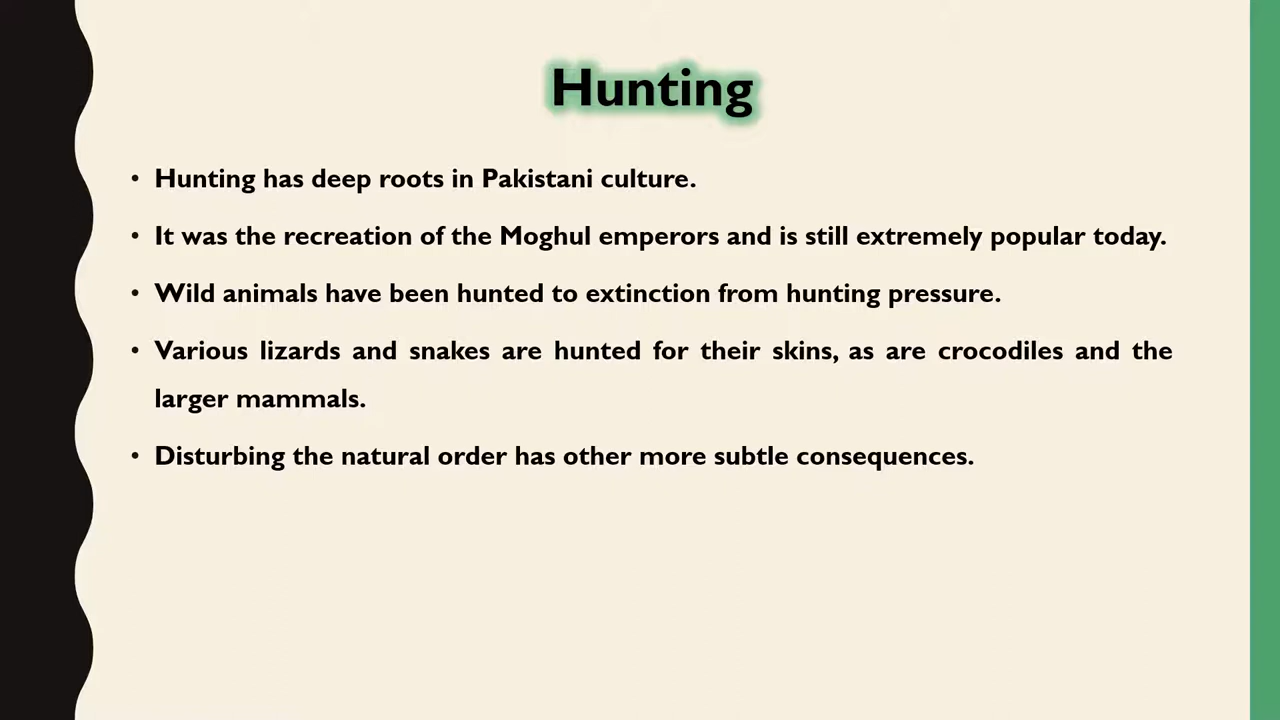 Hunting
• Hunting has deep roots in Pakistani culture.
• It was the recreation of the Moghul emperors and is still extremely popular today.
• Wild animals have been hunted to extinction from hunting pressure.
• Various lizards and snakes are hunted for their skins, as are crocodiles and the
larger mammals.
• Disturbing the natural order has other more subtle consequences.